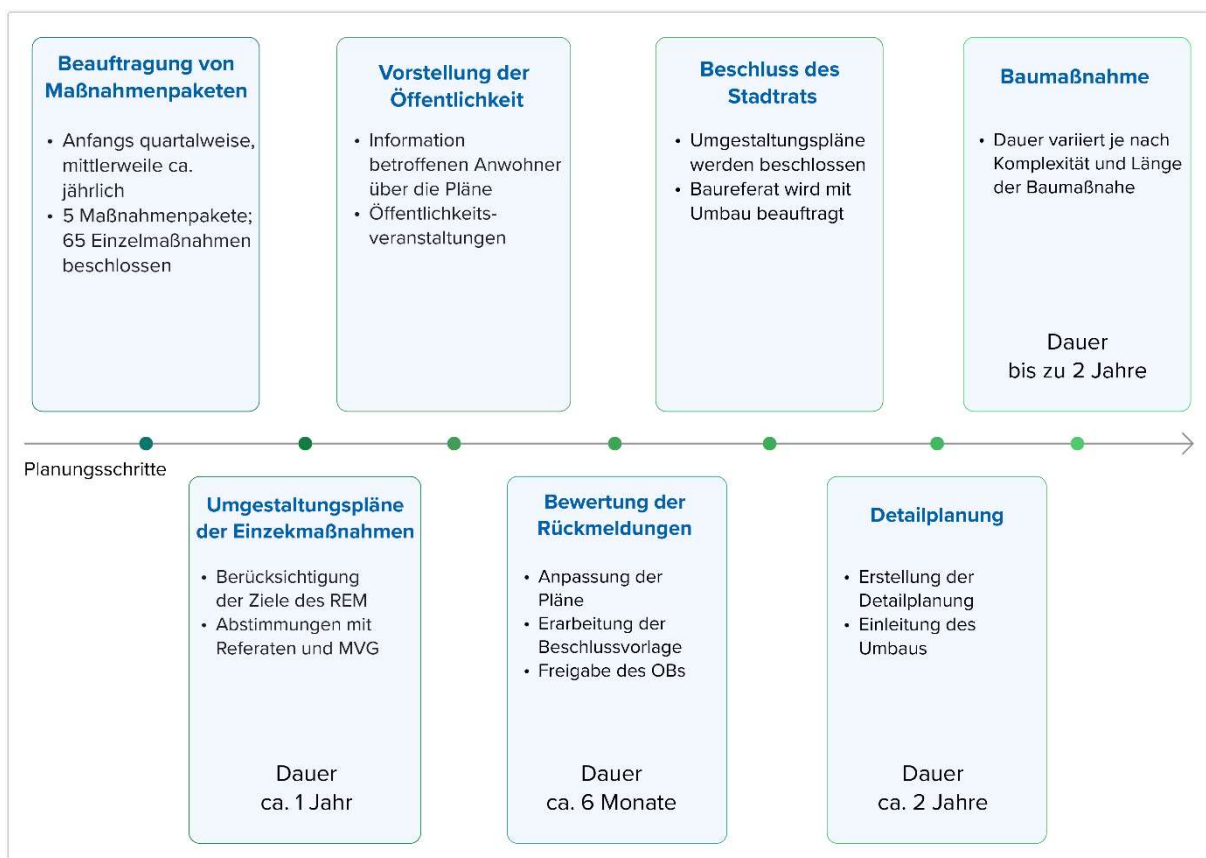 Beauftragung von
Maßnahmenpaketen
• Anfangs quartalweise,
mittlerweile ca.
jährlich
• 5 Maßnahmenpakete;
65 Einzelmaßnahmen
beschlossen
Vorstellung der
Öffentlichkeit
• Information
betroffenen Anwohner
über die Pläne
• Öffentlichkeits-
veranstaltungen
Beschluss des
Stadtrats
• Umgestaltungspläne
werden beschlossen
• Baureferat wird mit
Umbau beauftragt
Baumaßnahme
• Dauer variiert je nach
Komplexität und Länge
der Baumaßnahe
Dauer
bis zu 2 Jahre
Planungsschritte
Umgestaltungspläne
der Einzekmaßnahmen
• Berücksichtigung
der Ziele des REM
• Abstimmungen mit
Referaten und MVG
Dauer
ca. 1 Jahr
Bewertung der
Rückmeldungen
• Anpassung der
Pläne
• Erarbeitung der
Beschlussvorlage
• Freigabe des OBs
Dauer
ca. 6 Monate
Detailplanung
• Erstellung der
Detailplanung
• Einleitung des
Umbaus
Dauer
ca. 2 Jahre